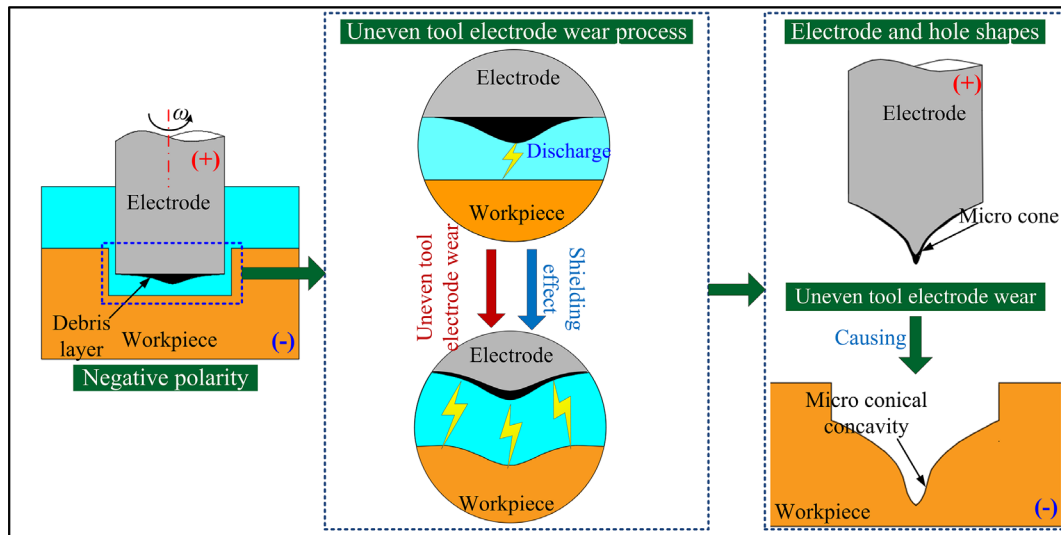 ω
(+)
Electrode
Debris
layer
Workpiece
(-)
Negative polarity
Uneven tool electrode wear process
Electrode
Discharge
Workpiece
Uneven tool
electrode wear
Shielding
effect
Electrode
Workpiece
Electrode and hole shapes
(+)
Electrode
Micro cone
Uneven tool electrode wear
Causing
Micro conical
concavity
Workpiece
(-)